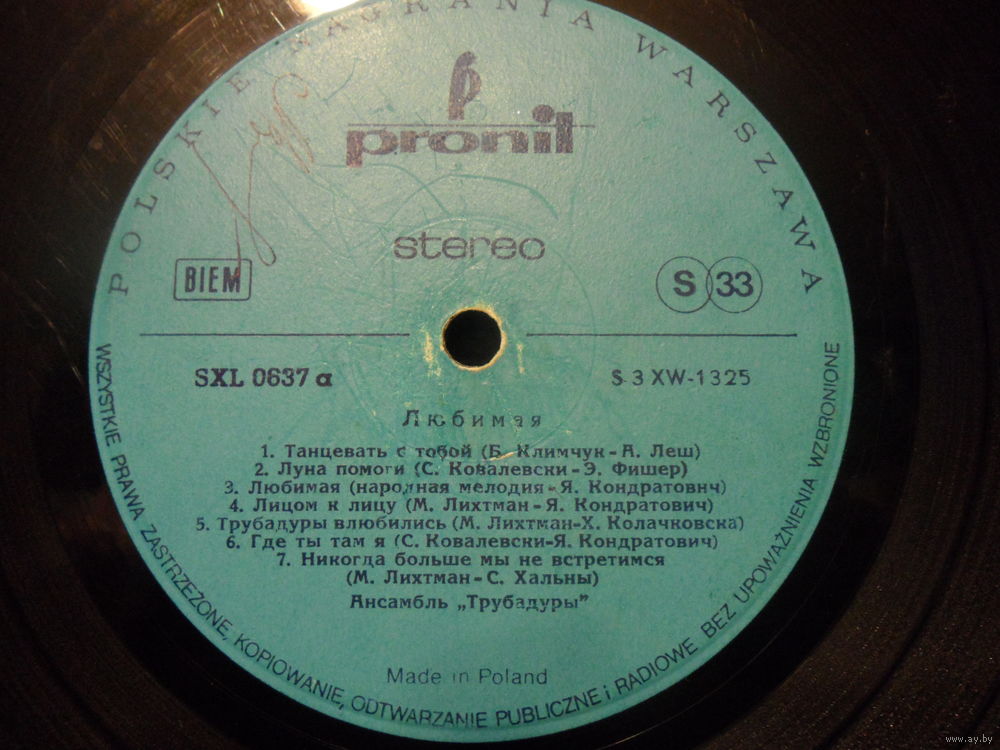 POLSKIE NAGRANIA WARSZAWA
pronit
stereo
BIEM
S 33
SXL 0637 a
S-3 XW-1325
Любимая
1. Танцевать с тобой (Б. Климчук-А. Леш)
2. Луна помоги (С. Ковалевски-Э. Фишер)
3. Любимая (народная мелодия-Я. Кондратович)
4. Лицом к лицу (М. Лихтман-Я. Кондратович)
5. Трубадуры влюбились (М. Лихтман-Х. Колачковска)
6. Где ты там я (С. Ковалевски-Я. Кондратович)
7. Никогда больше мы не встретимся
(М. Лихтман-С. Хальны)
Ансамбль „Трубадуры”
Made in Poland
WSZYSTKIE PRAWA ZASTRZEŻONE, KOPIOWANIE, ODTWARZANIE PUBLICZNE i RADIOWE BEZ UPOWAŻNIENIA WZBRONIONE
www.ay.by